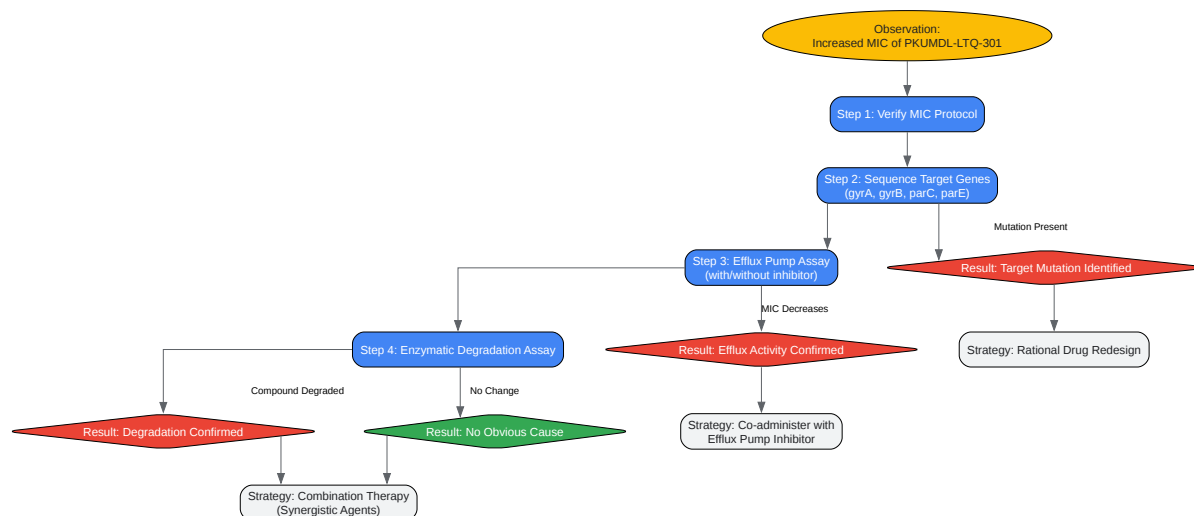 Observation:
Increased MIC of PKUMDL-LTQ-301
Step 1: Verify MIC Protocol
Step 2: Sequence Target Genes
(gyrA, gyrB, parC, parE)
Mutation Present
Step 3: Efflux Pump Assay
(with/without inhibitor)
Result: Target Mutation Identified
MIC Decreases
Step 4: Enzymatic Degradation Assay
Result: Efflux Activity Confirmed
Strategy: Rational Drug Redesign
Compound Degraded
No Change
Result: Degradation Confirmed
Result: No Obvious Cause
Strategy: Co-administer with
Efflux Pump Inhibitor
Strategy: Combination Therapy
(Synergistic Agents)